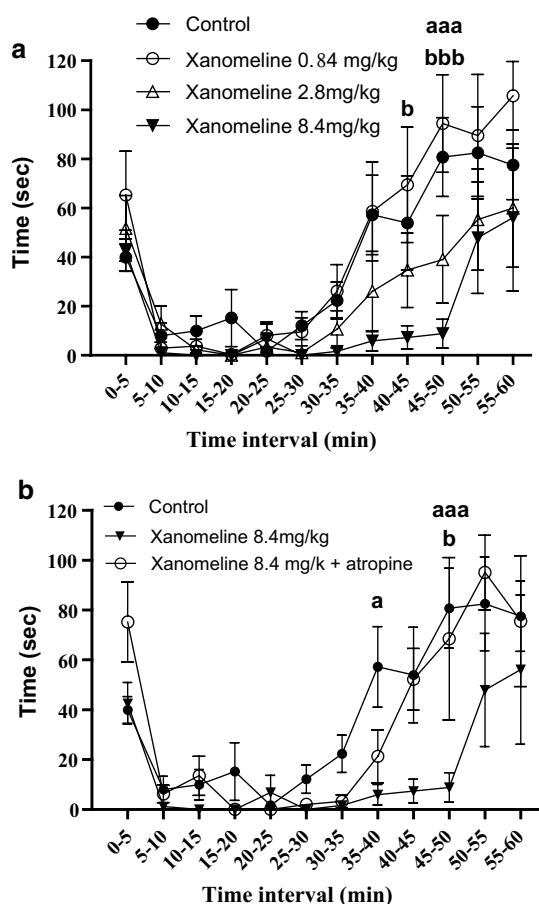 a
Control
Xanomeline 0.84 mg/kg
Xanomeline 2.8mg/kg
Xanomeline 8.4mg/kg
aaa
bbb
b
120
100
80
60
40
20
0
Time (sec)
0-5
5-10
10-15
15-20
20-25
25-30
30-35
35-40
40-45
45-50
50-55
55-60
Time interval (min)
b
Control
Xanomeline 8.4mg/kg
Xanomeline 8.4 mg/k + atropine
aaa
b
a
120
100
80
60
40
20
0
Time (sec)
0-5
5-10
10-15
15-20
20-25
25-30
30-35
35-40
40-45
45-50
50-55
55-60
Time interval (min)